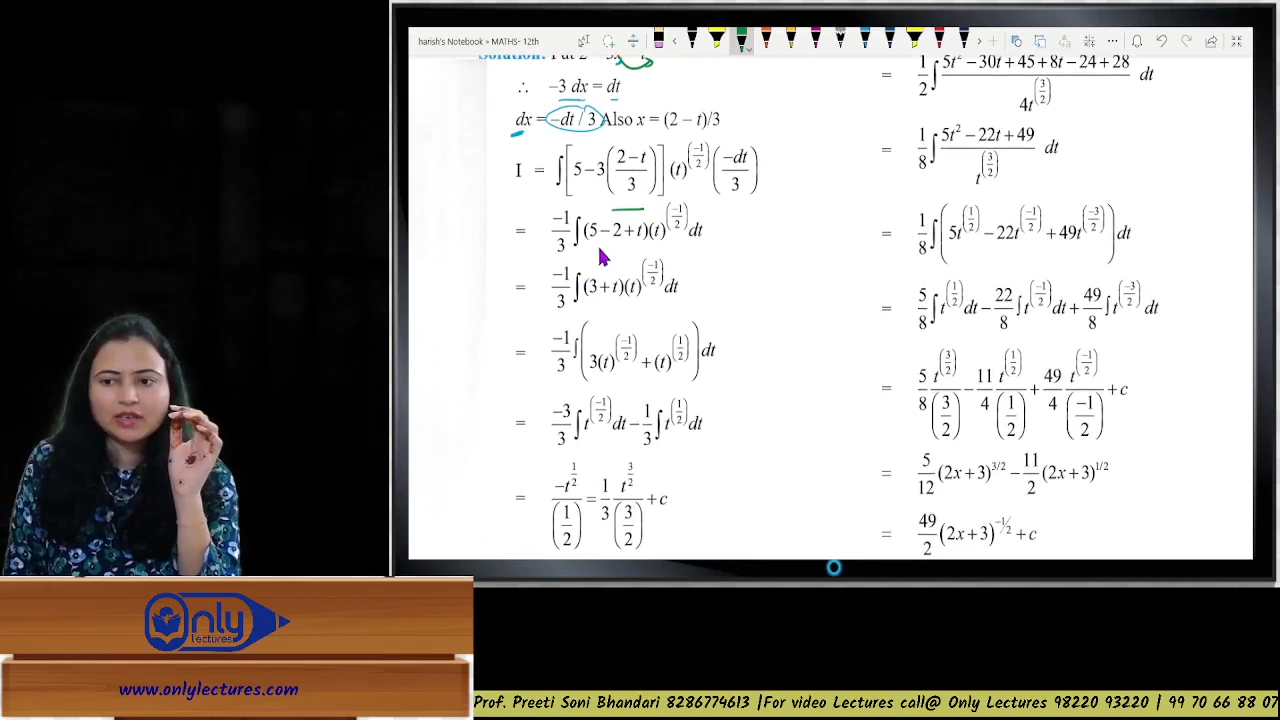 harish's Notebook » MATHS- 12th
Solution: Put 2 − 3x = t
∴ −3 dx = dt
dx = −dt / 3 Also x = (2 − t)/3
I = ∫[5−3((2−t)/3)] (t)^(−1/2) (−dt/3)
= −1/3 ∫(5−2+t)(t)^(−1/2) dt
= −1/3 ∫(3+t)(t)^(−1/2) dt
= −1/3 ∫(3(t)^(−1/2) + (t)^(1/2)) dt
= −3/3 ∫t^(−1/2) dt − 1/3 ∫t^(1/2) dt
= −t^(1/2)/(1/2) = 1/3 t^(3/2)/(3/2) + c
= 1/2 ∫(5t² −30t + 45 + 8t − 24 + 28)/(4t^(3/2)) dt
= 1/8 ∫(5t² − 22t + 49)/(t^(3/2)) dt
= 1/8 ∫(5t^(1/2) − 22t^(−1/2) + 49t^(−3/2)) dt
= 5/8 ∫t^(1/2) dt − 22/8 ∫t^(−1/2) dt + 49/8 ∫t^(−3/2) dt
= 5/8 t^(3/2)/(3/2) − 11/4 t^(1/2)/(1/2) + 49/4 t^(−1/2)/(−1/2) + c
= 5/12 (2x+3)^(3/2) − 11/2 (2x+3)^(1/2)
= 49/2 (2x+3)^(−1/2) + c
Only
lectures
www.onlylectures.com
Prof. Preeti Soni Bhandari 8286774613 |For video Lectures call@ Only Lectures 98220 93220 | 99 70 66 88 07